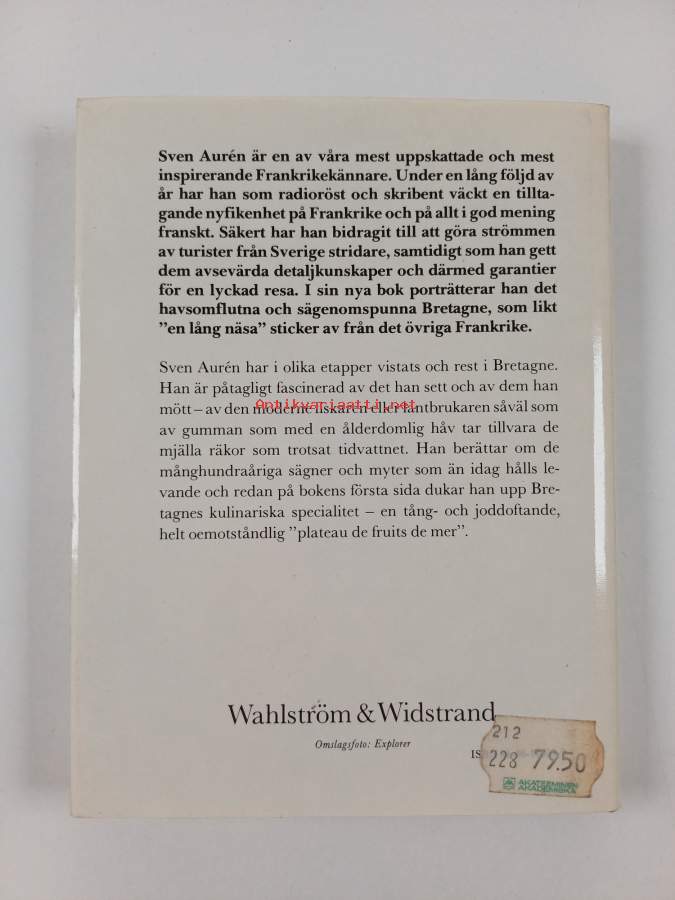 Sven Aurén är en av våra mest uppskattade och mest
inspirerande Frankrikekännare. Under en lång följd av
år har han som radioröst och skribent väckt en tillta-
gande nyfikenhet på Frankrike och på allt i god mening
franskt. Säkert har han bidragit till att göra strömmen
av turister från Sverige stridare, samtidigt som han gett
dem avsevärda detaljkunskaper och därmed garantier
för en lyckad resa. I sin nya bok porträtterar han det
havsomflutna och sägenomspunna Bretagne, som likt
”en lång näsa” sticker av från det övriga Frankrike.
Sven Aurén har i olika etapper vistats och rest i Bretagne.
Han är påtagligt fascinerad av det han sett och av dem han
mött – av den moderne fiskaren eller lantbrukaren såväl som
Antikvariaatti.net
av gumman som med en ålderdomlig håv tar tillvara de
mjälla räkor som trotsat tidvattnet. Han berättar om de
månghundraåriga sägner och myter som än idag hålls le-
vande och redan på bokens första sida dukar han upp Bre-
tagnes kulinariska specialitet – en tång- och joddoftande,
helt oemotståndlig ”plateau de fruits de mer”.
Wahlström & Widstrand
Omslagsfoto: Explorer
IS
212
228 79.50
AKATEEMINEN
AKADEMISKA